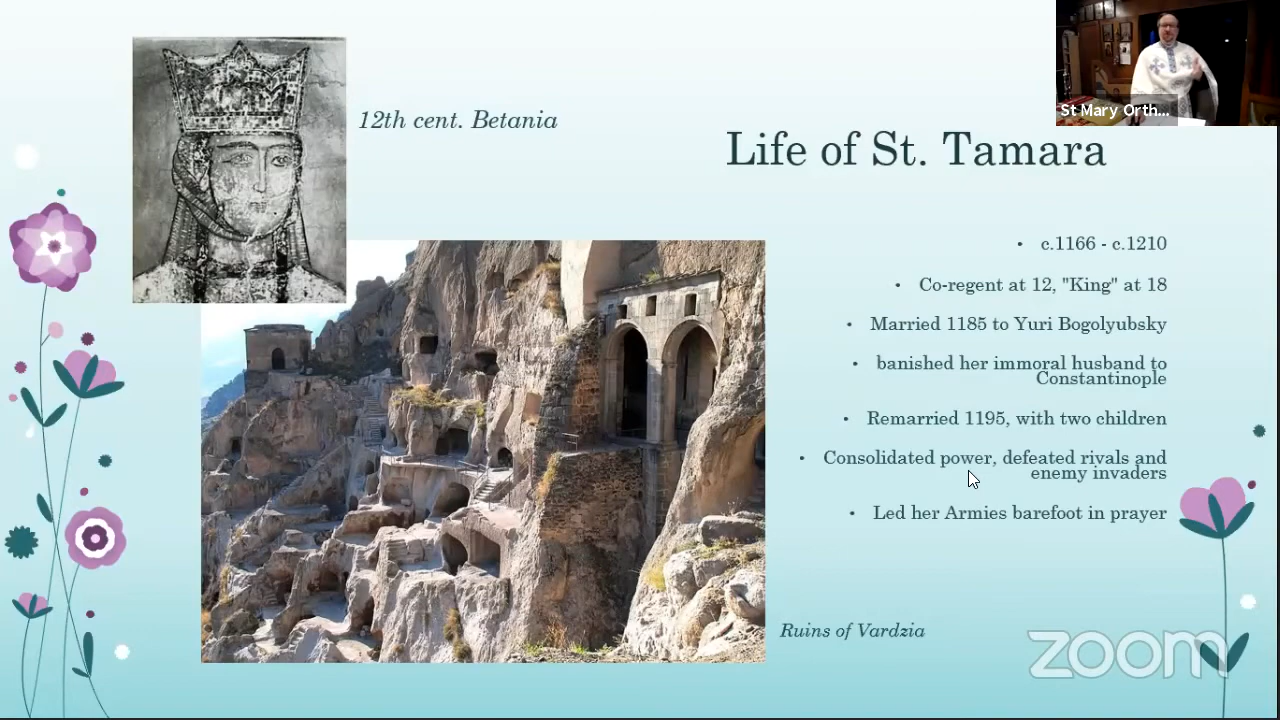 St Mary Orth...
12th cent. Betania
Life of St. Tamara
• c.1166 - c.1210
• Co-regent at 12, "King" at 18
• Married 1185 to Yuri Bogolyubsky
• banished her immoral husband to
Constantinople
• Remarried 1195, with two children
• Consolidated power, defeated rivals and
enemy invaders
• Led her Armies barefoot in prayer
Ruins of Vardzia
zoom